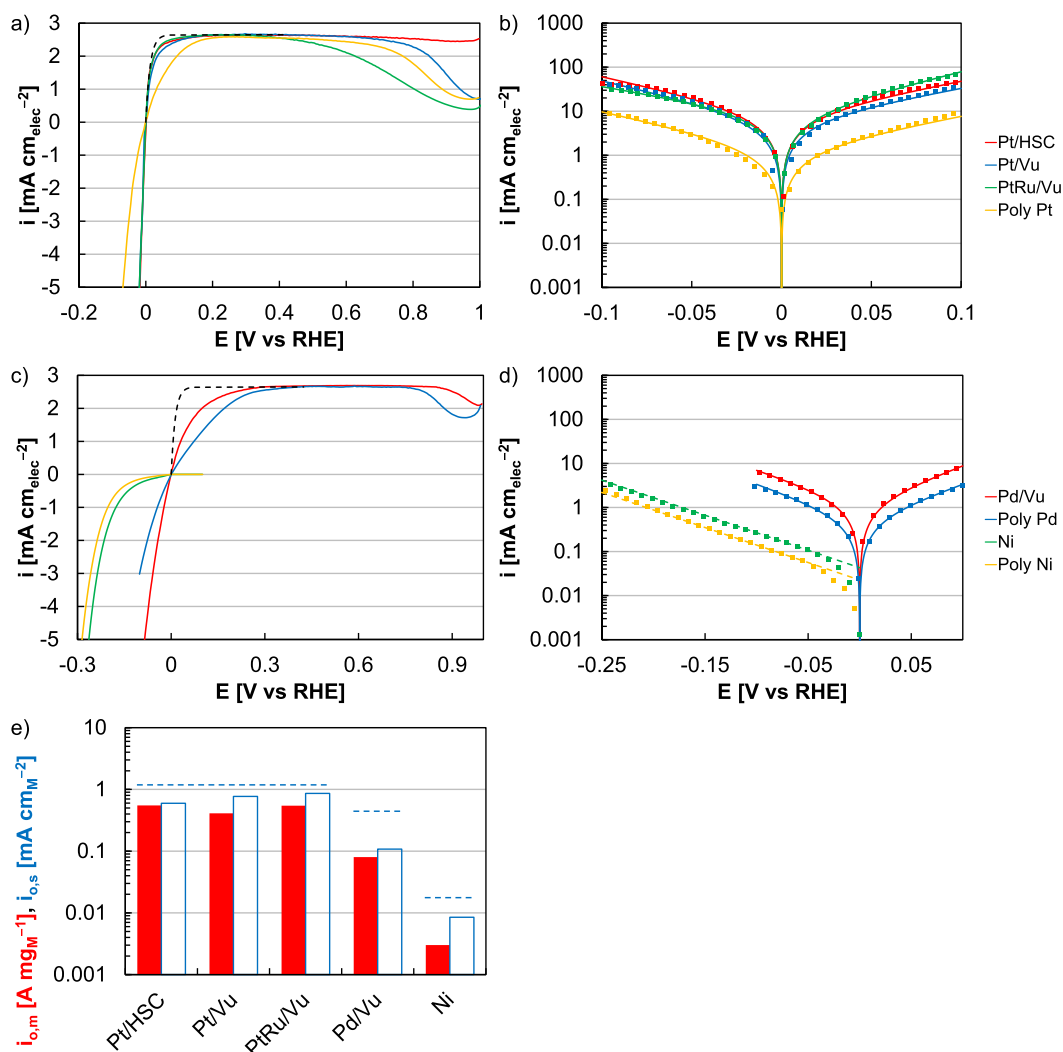 a)
3
2
1
0
-1
-2
-3
-4
-5
-0.2
0
0.2
0.4
0.6
0.8
1
i [mA cm_elec⁻²]
E [V vs RHE]
b)
1000
100
10
1
0.1
0.01
0.001
-0.1
-0.05
0
0.05
0.1
i [mA cm_elec⁻²]
E [V vs RHE]
Pt/HSC
Pt/Vu
PtRu/Vu
Poly Pt
c)
3
2
1
0
-1
-2
-3
-4
-5
-0.3
0
0.3
0.6
0.9
i [mA cm_elec⁻²]
E [V vs RHE]
d)
1000
100
10
1
0.1
0.01
0.001
-0.25
-0.15
-0.05
0.05
i [mA cm_elec⁻²]
E [V vs RHE]
Pd/Vu
Poly Pd
Ni
Poly Ni
e)
10
1
0.1
0.01
0.001
i_o,m [A mg_M⁻¹], i_o,s [mA cm_M⁻²]
Pt/HSC
Pt/Vu
PtRu/Vu
Pd/Vu
Ni